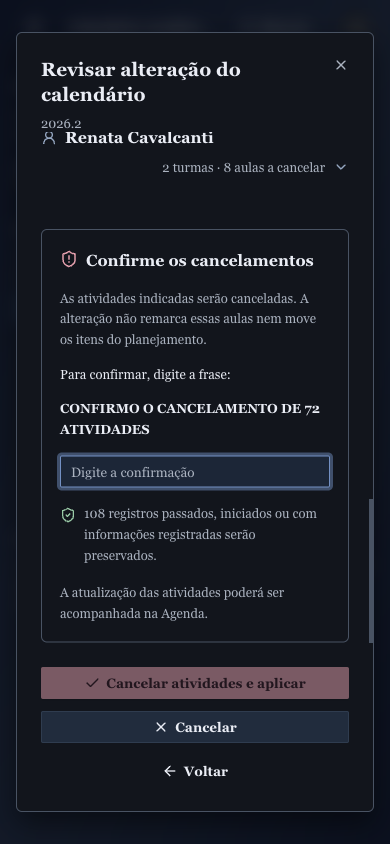 Revisar alteração do
calendário
2026.2
Renata Cavalcanti
2 turmas · 8 aulas a cancelar
Confirme os cancelamentos
As atividades indicadas serão canceladas. A
alteração não remarca essas aulas nem move
os itens do planejamento.
Para confirmar, digite a frase:
CONFIRMO O CANCELAMENTO DE 72
ATIVIDADES
Digite a confirmação
108 registros passados, iniciados ou com
informações registradas serão
preservados.
A atualização das atividades poderá ser
acompanhada na Agenda.
Cancelar atividades e aplicar
Cancelar
Voltar